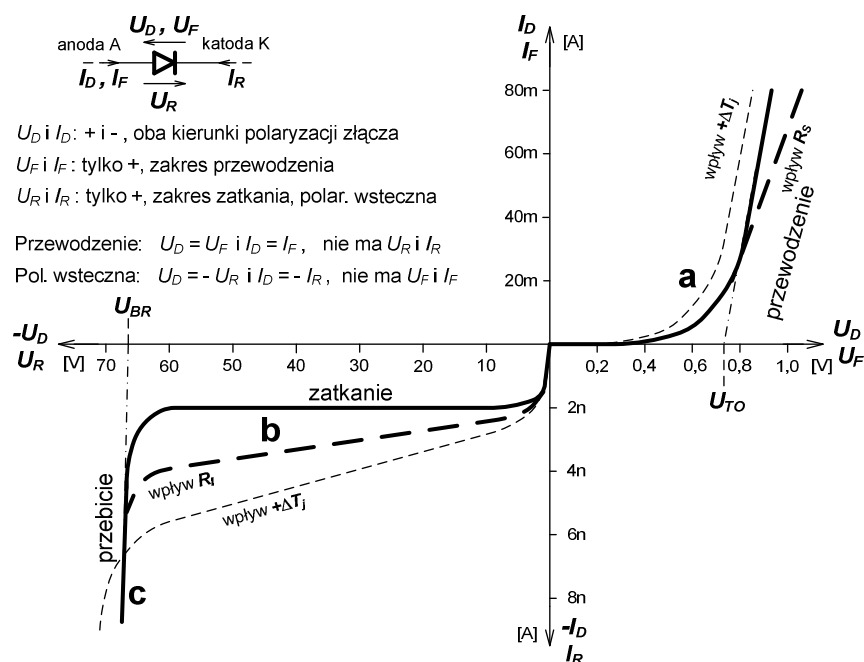 U_D, U_F
anoda A
katoda K
I_D, I_F
I_R
U_R
U_D i I_D: + i - , oba kierunki polaryzacji złącza
U_F i I_F: tylko +, zakres przewodzenia
U_R i I_R: tylko +, zakres zatkania, polar. wsteczna
Przewodzenie: U_D = U_F i I_D = I_F , nie ma U_R i I_R
Pol. wsteczna: U_D = - U_R i I_D = - I_R , nie ma U_F i I_F
I_D
I_F
[A]
80m
60m
40m
20m
wpływ +ΔT_j
wpływ R_S
przewodzenie
a
U_BR
-U_D
U_R
[V]
70 60 50 40 30 20 10
0,2 0,4 0,6 0,8 1,0
[V]
U_D
U_F
U_TO
zatkanie
b
wpływ R_l
wpływ +ΔT_j
przebicie
c
2n
4n
6n
8n
[A]
-I_D
I_R